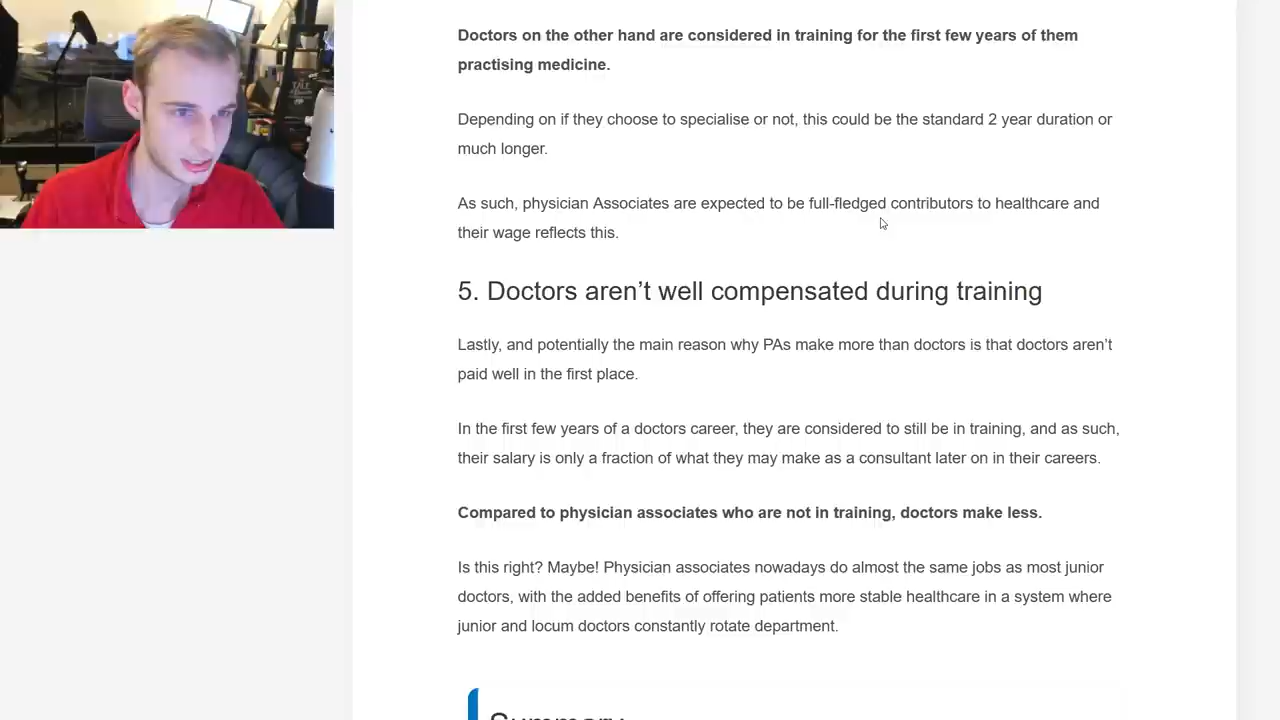 Doctors on the other hand are considered in training for the first few years of them
practising medicine.
Depending on if they choose to specialise or not, this could be the standard 2 year duration or
much longer.
As such, physician Associates are expected to be full-fledged contributors to healthcare and
their wage reflects this.
5. Doctors aren’t well compensated during training
Lastly, and potentially the main reason why PAs make more than doctors is that doctors aren’t
paid well in the first place.
In the first few years of a doctors career, they are considered to still be in training, and as such,
their salary is only a fraction of what they may make as a consultant later on in their careers.
Compared to physician associates who are not in training, doctors make less.
Is this right? Maybe! Physician associates nowadays do almost the same jobs as most junior
doctors, with the added benefits of offering patients more stable healthcare in a system where
junior and locum doctors constantly rotate department.
Summary